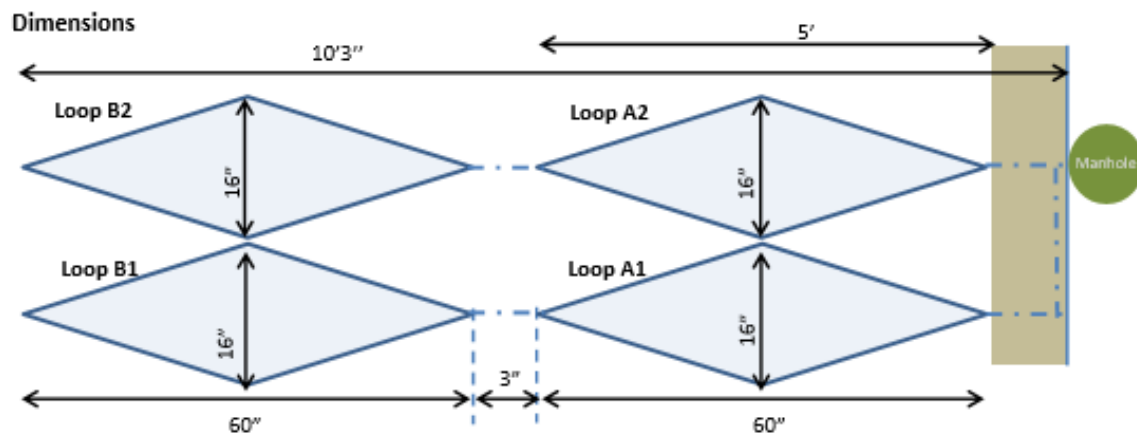 Dimensions
5’
10’3’’
Loop B2
Loop A2
Manhole
16”
16”
Loop B1
Loop A1
16”
16”
3”
60”
60”